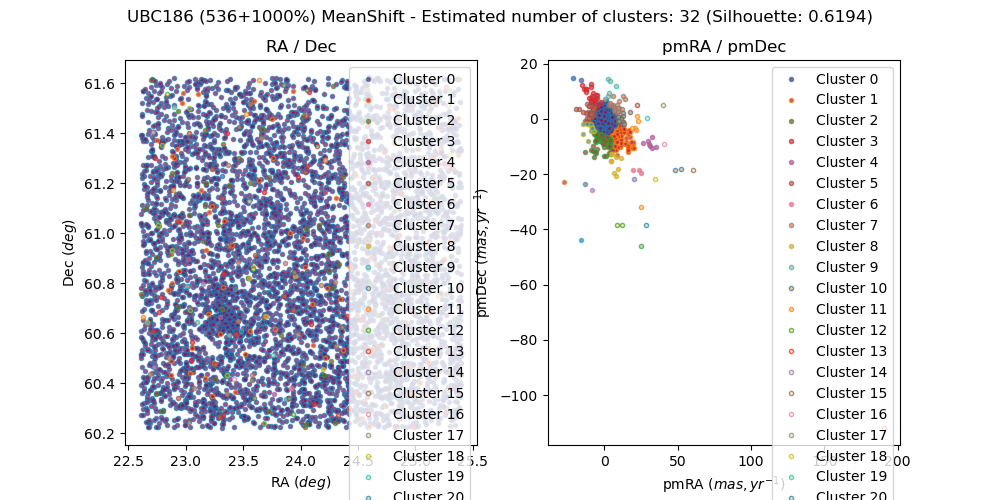 UBC186 (536+1000%) MeanShift - Estimated number of clusters: 32 (Silhouette: 0.6194)
RA / Dec
61.6
61.4
61.2
61.0
60.8
60.6
60.4
60.2
Dec (deg)
22.5 23.0 23.5 24.0 24.5 25.0 25.5
RA (deg)
Cluster 0
Cluster 1
Cluster 2
Cluster 3
Cluster 4
Cluster 5
Cluster 6
Cluster 7
Cluster 8
Cluster 9
Cluster 10
Cluster 11
Cluster 12
Cluster 13
Cluster 14
Cluster 15
Cluster 16
Cluster 17
Cluster 18
Cluster 19
Cluster 20
pmRA / pmDec
20
0
−20
−40
−60
−80
−100
pmDec (mas, yr⁻¹)
0 50 100 150 200
pmRA (mas, yr⁻¹)
Cluster 0
Cluster 1
Cluster 2
Cluster 3
Cluster 4
Cluster 5
Cluster 6
Cluster 7
Cluster 8
Cluster 9
Cluster 10
Cluster 11
Cluster 12
Cluster 13
Cluster 14
Cluster 15
Cluster 16
Cluster 17
Cluster 18
Cluster 19
Cluster 20